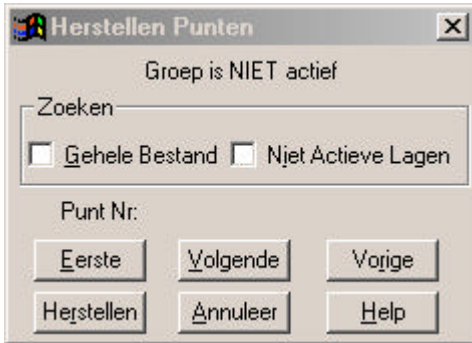 Herstellen Punten
Groep is NIET actief
Zoeken
Gehele Bestand Niet Actieve Lagen
Punt Nr:
Eerste Volgende Vorige
Herstellen Annuleer Help